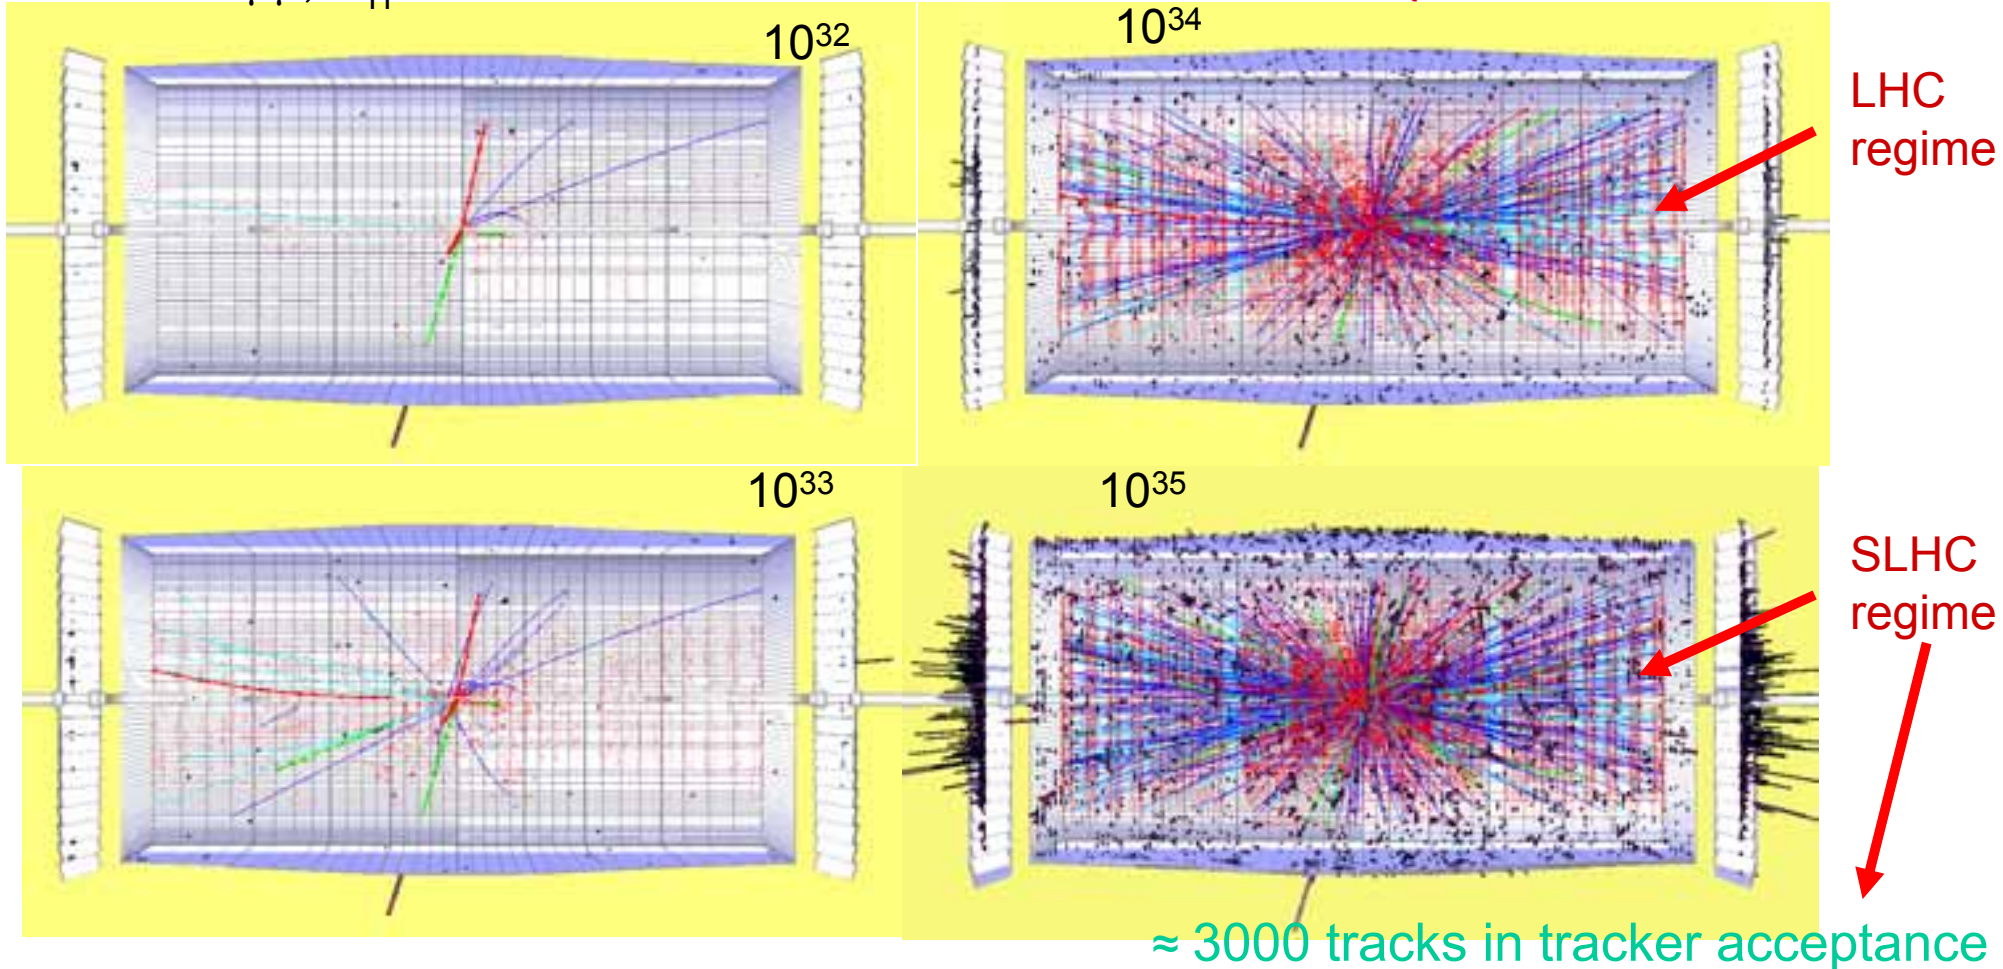 10³²
10³⁴
LHC
regime
10³³
10³⁵
SLHC
regime
≈ 3000 tracks in tracker acceptance